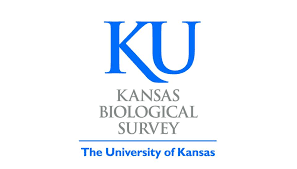 KU
KANSAS
BIOLOGICAL
SURVEY
The University of Kansas